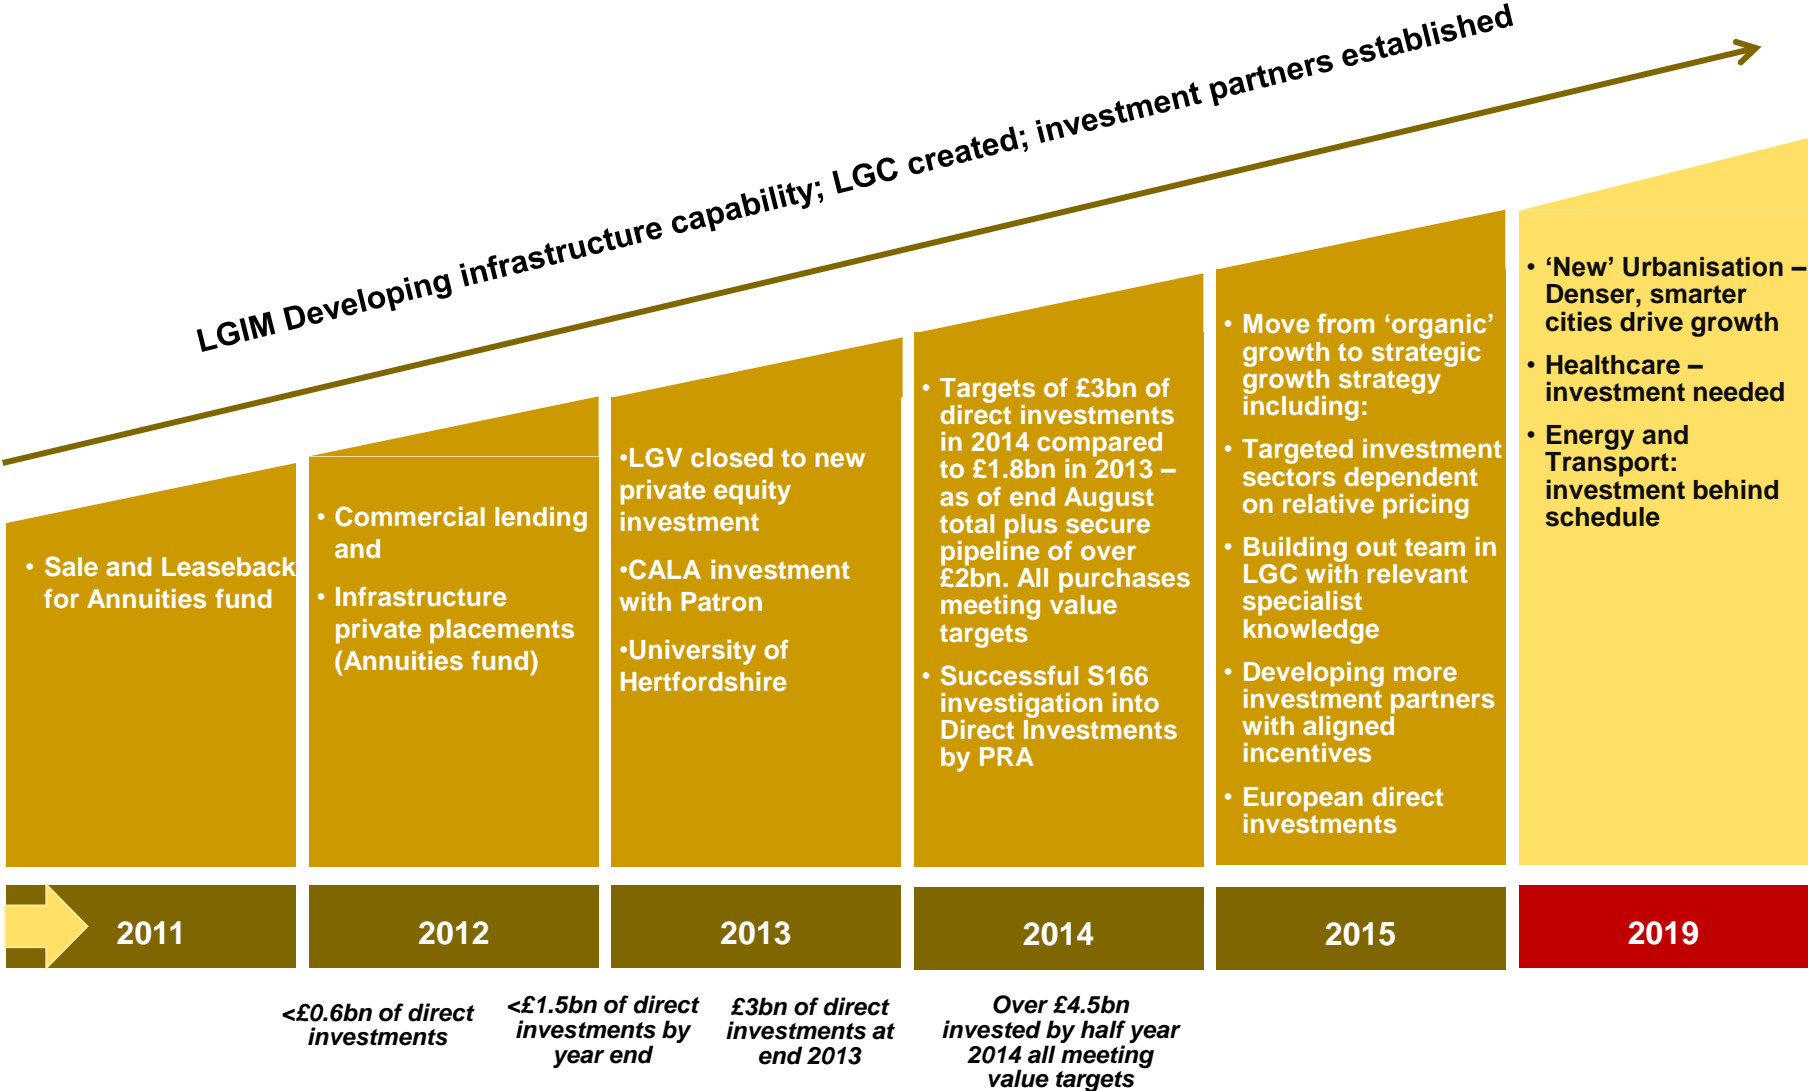 LGIM Developing infrastructure capability; LGC created; investment partners established
• Sale and Leaseback
for Annuities fund
• Commercial lending
and
• Infrastructure
private placements
(Annuities fund)
•LGV closed to new
private equity
investment
•CALA investment
with Patron
•University of
Hertfordshire
• Targets of £3bn of
direct investments
in 2014 compared
to £1.8bn in 2013 –
as of end August
total plus secure
pipeline of over
£2bn. All purchases
meeting value
targets
• Successful S166
investigation into
Direct Investments
by PRA
• Move from ‘organic’
growth to strategic
growth strategy
including:
• Targeted investment
sectors dependent
on relative pricing
• Building out team in
LGC with relevant
specialist
knowledge
• Developing more
investment partners
with aligned
incentives
• European direct
investments
• ‘New’ Urbanisation –
Denser, smarter
cities drive growth
• Healthcare –
investment needed
• Energy and
Transport:
investment behind
schedule
2011
2012
2013
2014
2015
2019
<£0.6bn of direct
investments
<£1.5bn of direct
investments by
year end
£3bn of direct
investments at
end 2013
Over £4.5bn
invested by half year
2014 all meeting
value targets